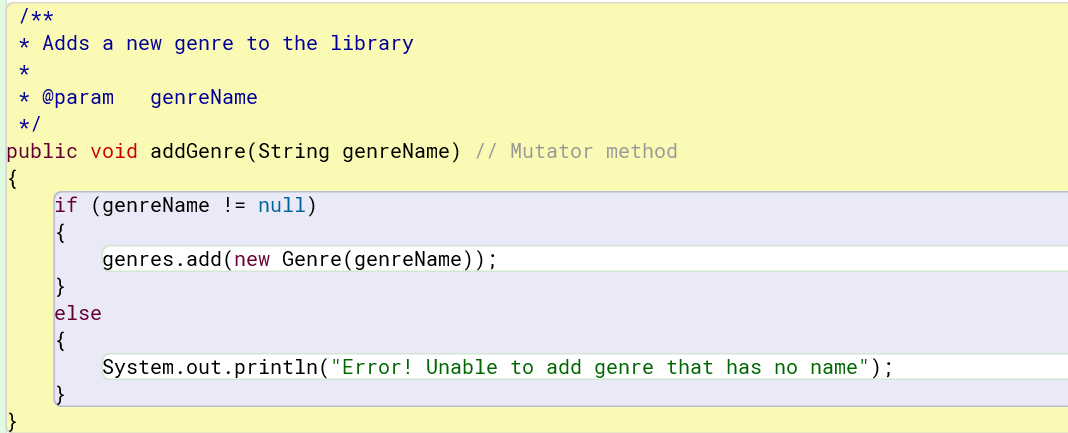 /**
 * Adds a new genre to the library
 *
 * @param   genreName
 */
public void addGenre(String genreName) // Mutator method
{
    if (genreName != null)
    {
        genres.add(new Genre(genreName));
    }
    else
    {
        System.out.println("Error! Unable to add genre that has no name");
    }
}